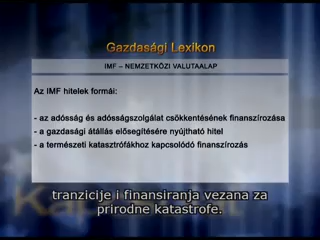 Gazdasági Lexikon
IMF – NEMZETKÖZI VALUTAALAP
Az IMF hitelek formái:
- az adósság és adósságszolgálat csökkentésének finanszírozása
- a gazdasági átállás elősegítésére nyújtható hitel
- a természeti katasztrófákhoz kapcsolódó finanszírozás
tranzicije i finansiranja vezana za
prirodne katastrofe.